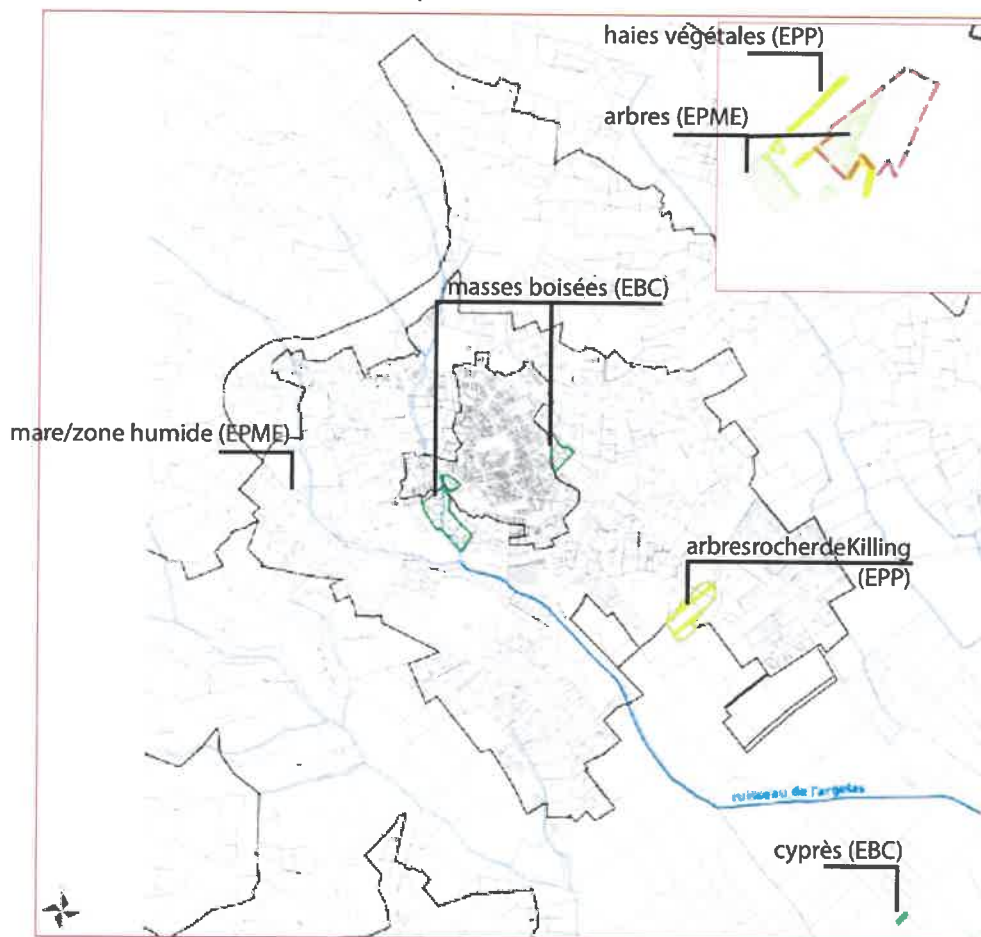 haies végétales (EPP)
arbres (EPME)
masses boisées (EBC)
mare/zone humide (EPME)
arbresrocherdeKilling
(EPP)
ruisseau de l'argelas
cyprès (EBC)